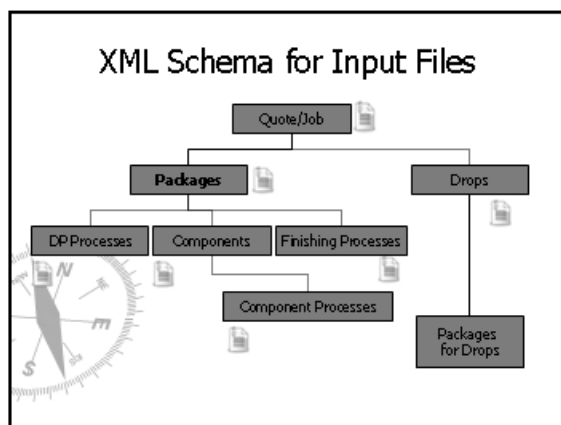 XML Schema for Input Files
Quote/Job
Packages
Drops
DP Processes
Components
Finishing Processes
Component Processes
Packages
for Drops
N
NE
E
S